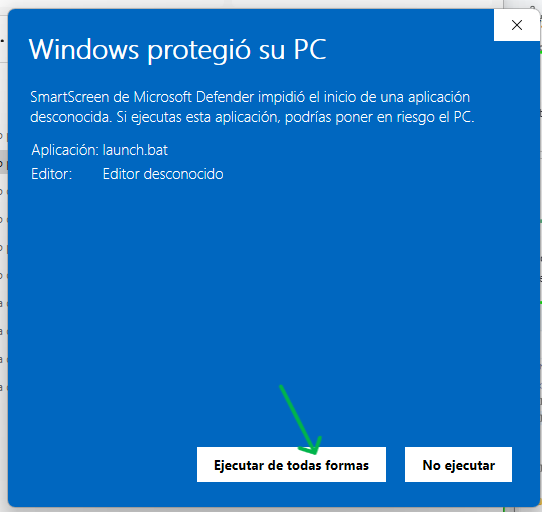 Windows protegió su PC
SmartScreen de Microsoft Defender impidió el inicio de una aplicación
desconocida. Si ejecutas esta aplicación, podrías poner en riesgo el PC.
Aplicación: launch.bat
Editor: Editor desconocido
Ejecutar de todas formas
No ejecutar